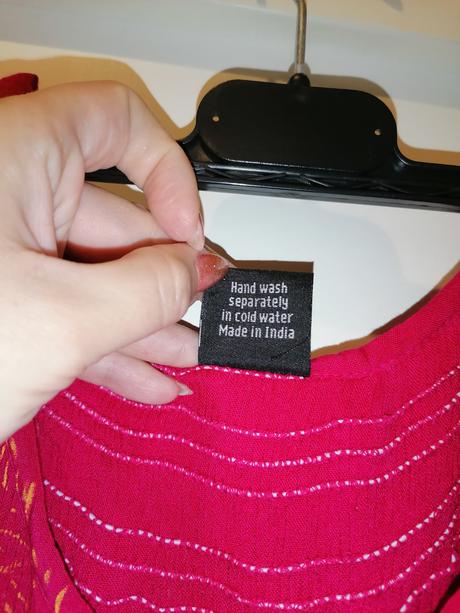 Hand wash
separately
in cold water
Made in India